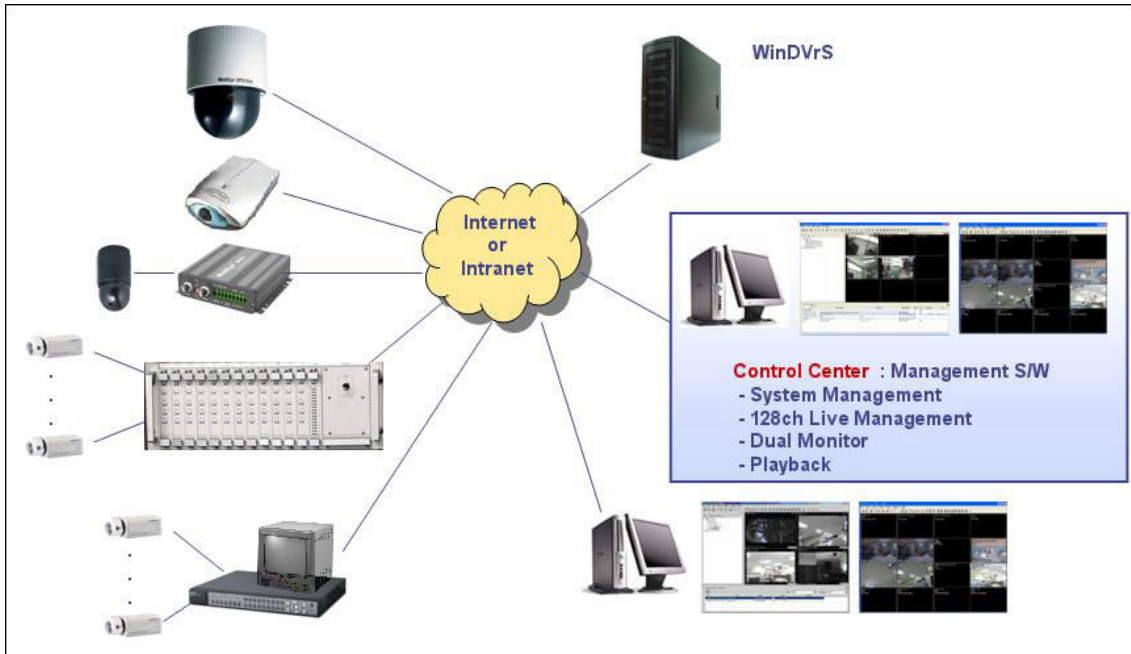 WinDVrS
Internet
or
Intranet
Control Center : Management S/W
- System Management
- 128ch Live Management
- Dual Monitor
- Playback